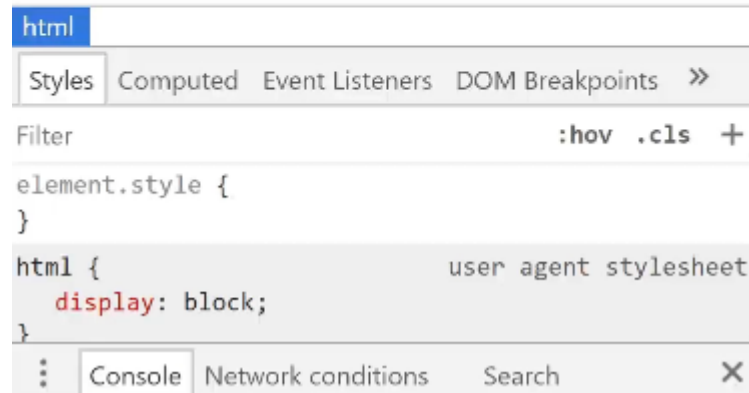 html
Styles Computed Event Listeners DOM Breakpoints »
Filter :hov .cls +
element.style {
}
html { user agent stylesheet
display: block;
}
Console Network conditions Search ×